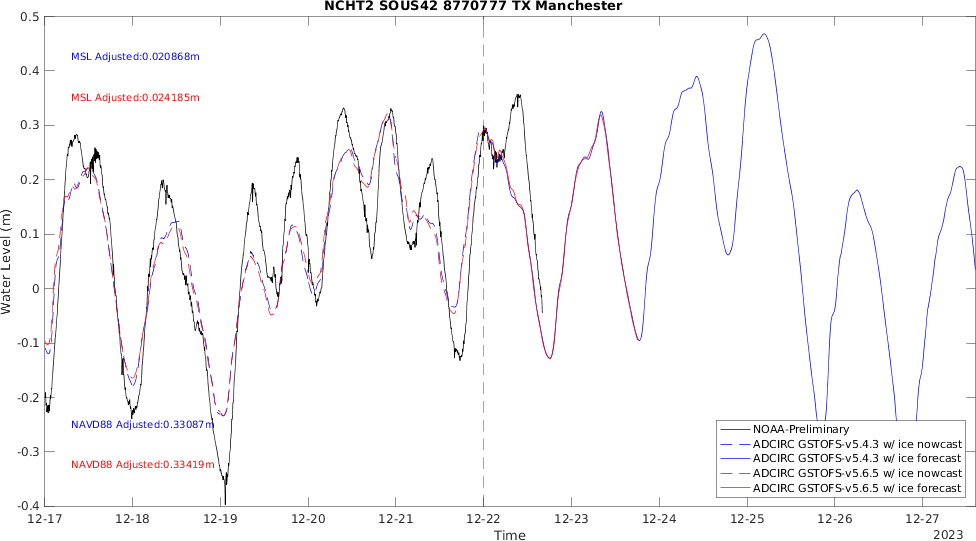 NCHT2 SOUS42 8770777 TX Manchester
0.5
0.4
0.3
0.2
0.1
0
-0.1
-0.2
-0.3
-0.4
Water Level (m)
MSL Adjusted:0.020868m
MSL Adjusted:0.024185m
NAVD88 Adjusted:0.33087m
NAVD88 Adjusted:0.33419m
NOAA-Preliminary
ADCIRC GSTOFS-v5.4.3 w/ ice nowcast
ADCIRC GSTOFS-v5.4.3 w/ ice forecast
ADCIRC GSTOFS-v5.6.5 w/ ice nowcast
ADCIRC GSTOFS-v5.6.5 w/ ice forecast
12-17 12-18 12-19 12-20 12-21 12-22 12-23 12-24 12-25 12-26 12-27
Time
2023